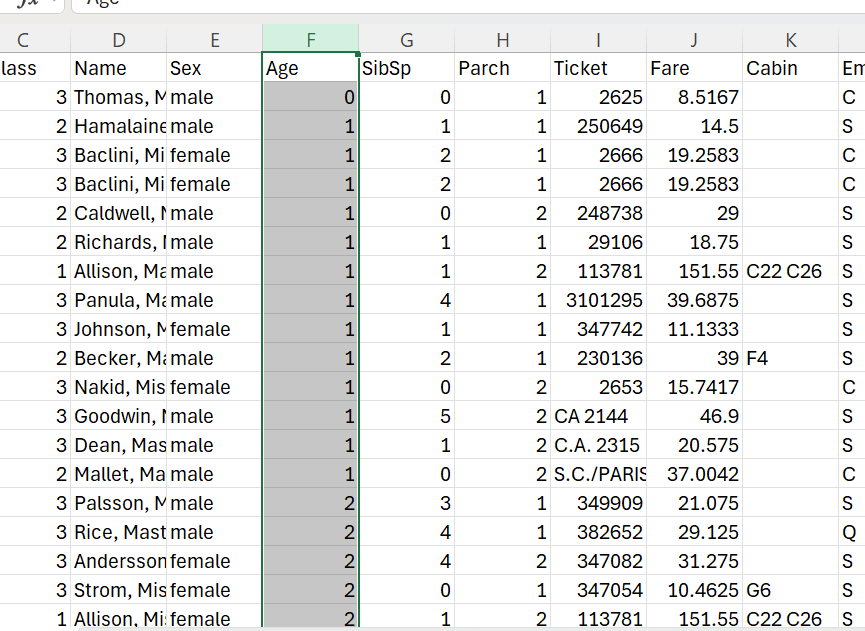 Age
C D E F G H I J K
lass Name Sex Age SibSp Parch Ticket Fare Cabin Em
3 Thomas, M male 0 0 1 2625 8.5167 C
2 Hamalaine male 1 1 1 250649 14.5 S
3 Baclini, Mi female 1 2 1 2666 19.2583 C
3 Baclini, Mi female 1 2 1 2666 19.2583 C
2 Caldwell, male 1 0 2 248738 29 S
2 Richards, male 1 1 1 29106 18.75 S
1 Allison, Ma male 1 1 2 113781 151.55 C22 C26 S
3 Panula, Ma male 1 4 1 3101295 39.6875 S
3 Johnson, M female 1 1 1 347742 11.1333 S
2 Becker, Ma male 1 2 1 230136 39 F4 S
3 Nakid, Mis female 1 0 2 2653 15.7417 C
3 Goodwin, male 1 5 2 CA 2144 46.9 S
3 Dean, Mas male 1 1 2 C.A. 2315 20.575 S
2 Mallet, Ma male 1 0 2 S.C./PARIS 37.0042 C
3 Palsson, M male 2 3 1 349909 21.075 S
3 Rice, Mast male 2 4 1 382652 29.125 Q
3 Andersson female 2 4 2 347082 31.275 S
3 Strom, Mis female 2 0 1 347054 10.4625 G6 S
1 Allison, Mi female 2 1 2 113781 151.55 C22 C26 S